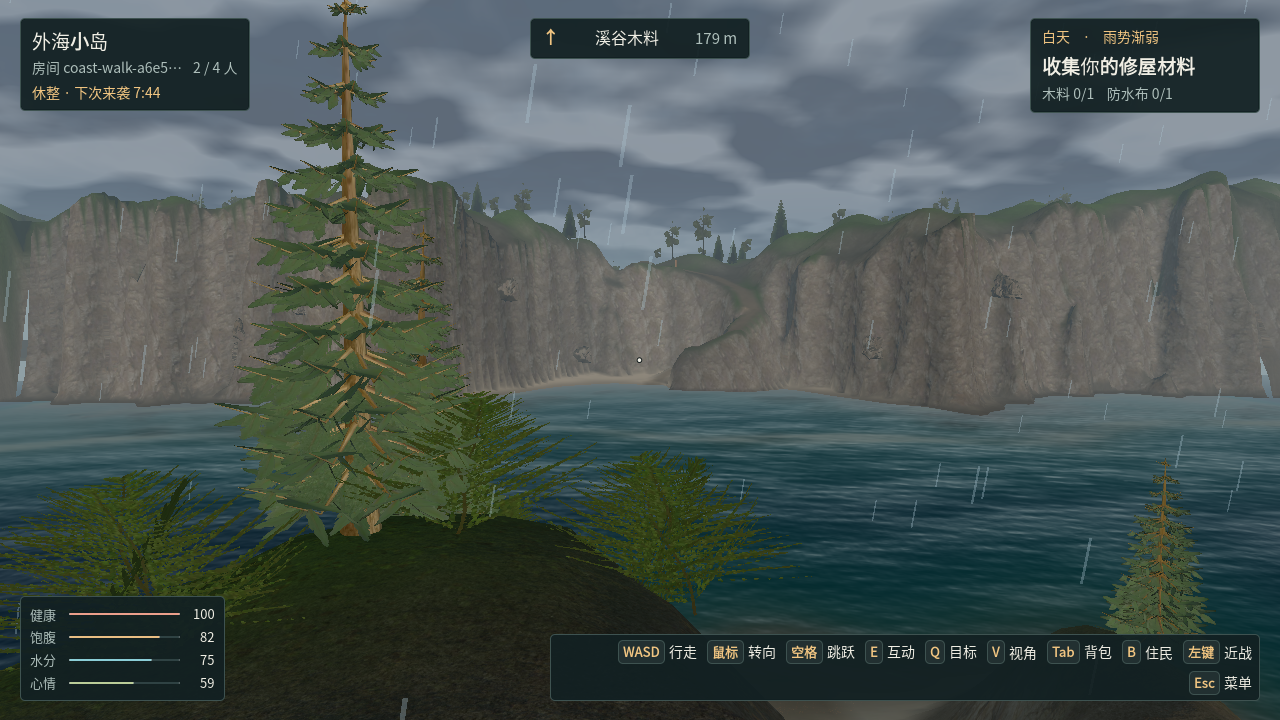 外海小岛
房间 coast-walk-a6e5… 2 / 4 人
休整 · 下次来袭 7:44
↑ 溪谷木料 179 m
白天 · 雨势渐弱
收集你的修屋材料
木料 0/1 防水布 0/1
健康 100
饱腹 82
水分 75
心情 59
WASD 行走 鼠标 转向 空格 跳跃 E 互动 Q 目标 V 视角 Tab 背包 B 住民 左键 近战
Esc 菜单